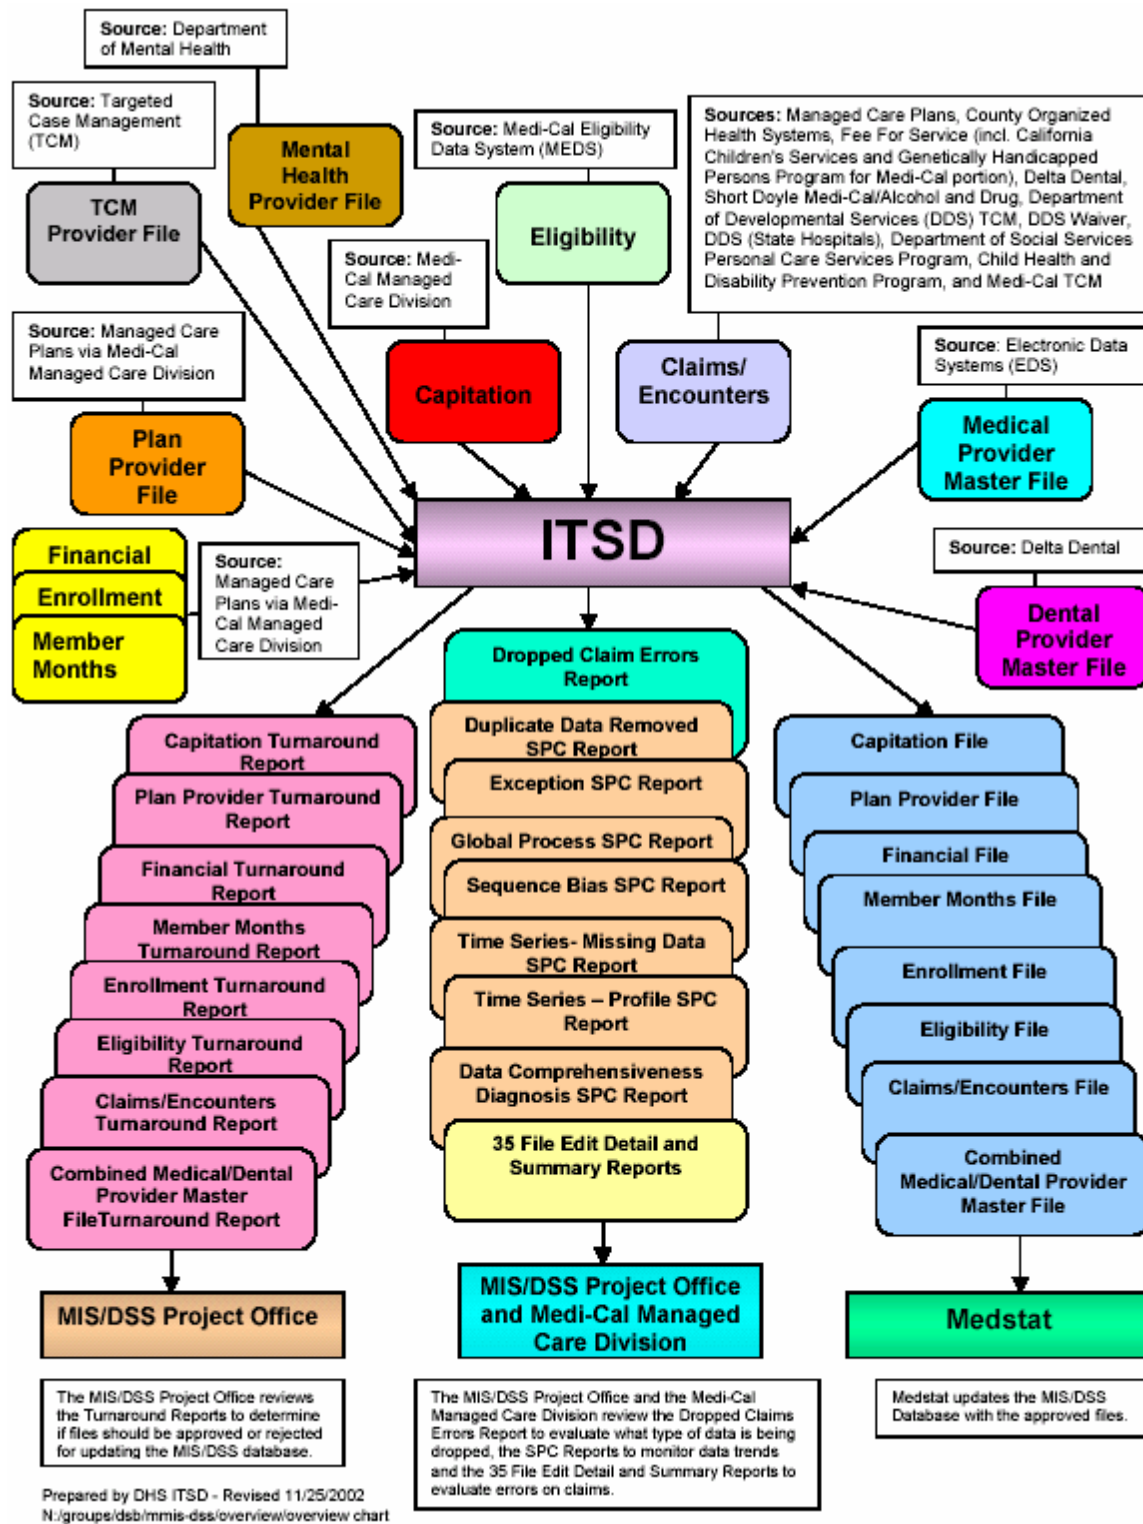 Source: Department
of Mental Health
Source: Targeted
Case Management
(TCM)
Mental
Health
Provider File
Source: Medi-Cal Eligibility
Data System (MEDS)
Sources: Managed Care Plans, County Organized
Health Systems, Fee For Service (incl. California
Children's Services and Genetically Handicapped
Persons Program for Medi-Cal portion), Delta Dental,
Short Doyle Medi-Cal/Alcohol and Drug, Department
of Developmental Services (DDS) TCM, DDS Waiver,
DDS (State Hospitals), Department of Social Services
Personal Care Services Program, Child Health and
Disability Prevention Program, and Medi-Cal TCM
TCM
Provider File
Eligibility
Source: Medi-
Cal Managed
Care Division
Source: Managed Care
Plans via Medi-Cal
Managed Care Division
Capitation
Claims/
Encounters
Source: Electronic Data
Systems (EDS)
Plan
Provider
File
Medical
Provider
Master File
ITSD
Financial
Enrollment
Member
Months
Source:
Managed Care
Plans via Medi-
Cal Managed
Care Division
Source: Delta Dental
Dental
Provider
Master File
Capitation Turnaround
Report
Plan Provider Turnaround
Report
Financial Turnaround
Report
Member Months
Turnaround Report
Enrollment Turnaround
Report
Eligibility Turnaround
Report
Claims/Encounters
Turnaround Report
Combined Medical/Dental
Provider Master
FileTurnaround Report
Dropped Claim Errors
Report
Duplicate Data Removed
SPC Report
Exception SPC Report
Global Process SPC Report
Sequence Bias SPC Report
Time Series- Missing Data
SPC Report
Time Series – Profile SPC
Report
Data Comprehensiveness
Diagnosis SPC Report
35 File Edit Detail and
Summary Reports
Capitation File
Plan Provider File
Financial File
Member Months File
Enrollment File
Eligibility File
Claims/Encounters File
Combined
Medical/Dental Provider
Master File
MIS/DSS Project Office
MIS/DSS Project Office
and Medi-Cal Managed
Care Division
Medstat
The MIS/DSS Project Office reviews
the Turnaround Reports to determine
if files should be approved or rejected
for updating the MIS/DSS database.
The MIS/DSS Project Office and the Medi-Cal
Managed Care Division review the Dropped Claims
Errors Report to evaluate what type of data is being
dropped, the SPC Reports to monitor data trends
and the 35 File Edit Detail and Summary Reports to
evaluate errors on claims.
Medstat updates the MIS/DSS
Database with the approved files.
Prepared by DHS ITSD - Revised 11/25/2002
N:/groups/dsb/mmis-dss/overview/overview chart